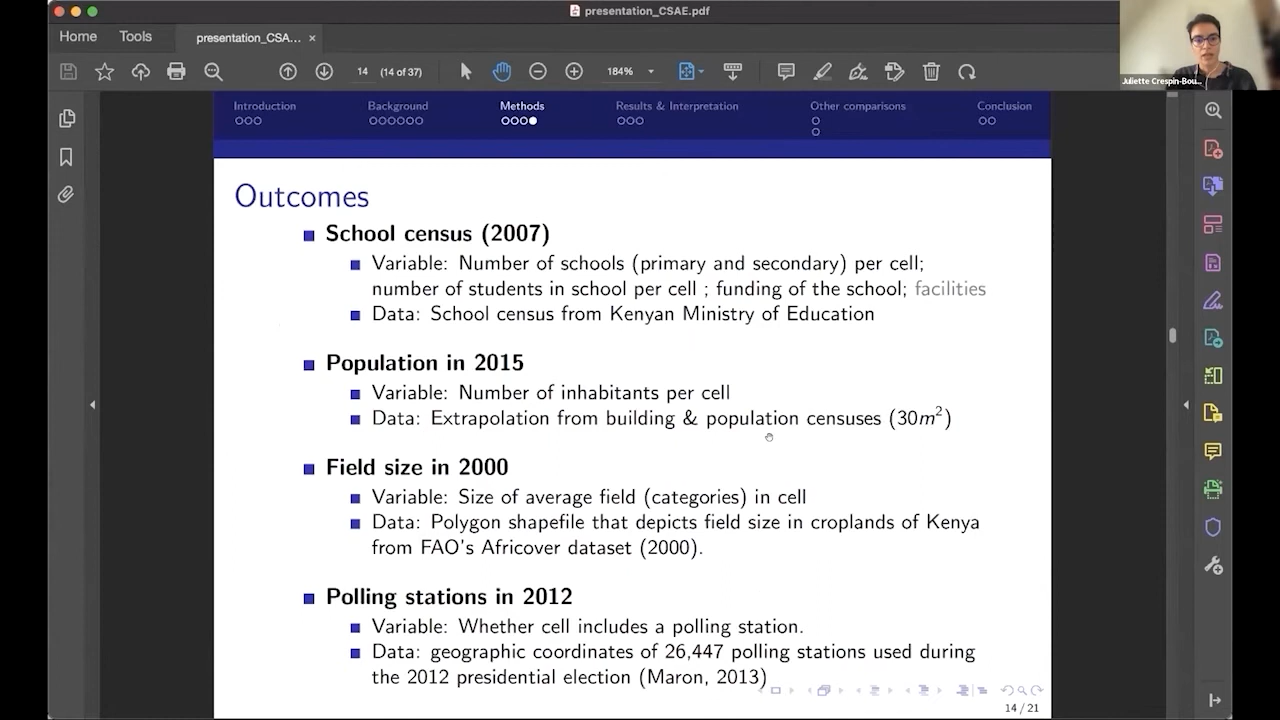 presentation_CSAE.pdf
Home
Tools
presentation_CSA...
14
(14 of 37)
184%
Juliette Crespin-Bou...
Introduction
Background
Methods
Results & Interpretation
Other comparisons
Conclusion
Outcomes
School census (2007)
Variable: Number of schools (primary and secondary) per cell;
number of students in school per cell ; funding of the school; facilities
Data: School census from Kenyan Ministry of Education
Population in 2015
Variable: Number of inhabitants per cell
Data: Extrapolation from building & population censuses (30m²)
Field size in 2000
Variable: Size of average field (categories) in cell
Data: Polygon shapefile that depicts field size in croplands of Kenya
from FAO's Africover dataset (2000).
Polling stations in 2012
Variable: Whether cell includes a polling station.
Data: geographic coordinates of 26,447 polling stations used during
the 2012 presidential election (Maron, 2013)
14 / 21